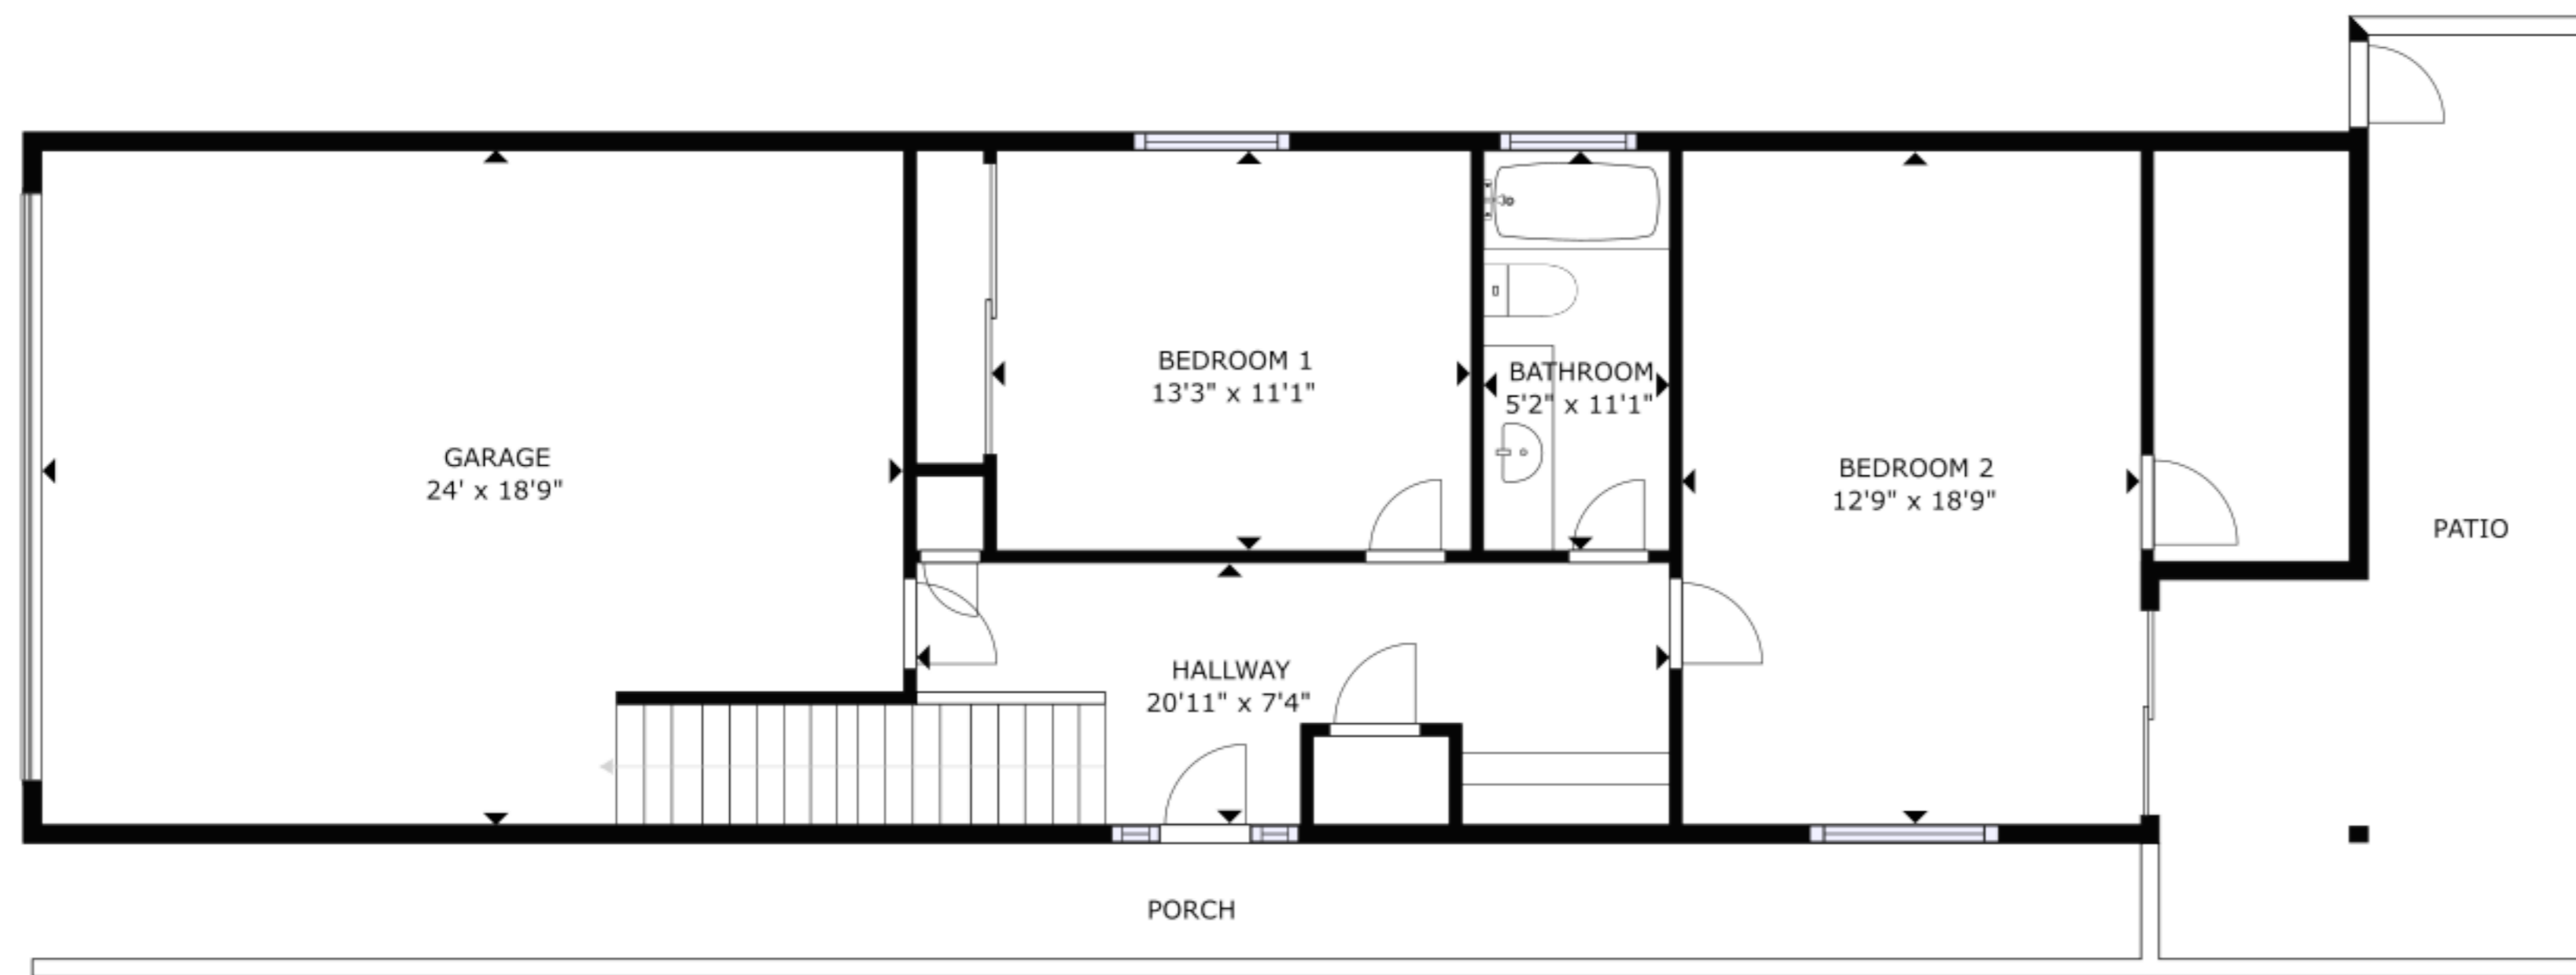 GARAGE
24' x 18'9"
BEDROOM 1
13'3" x 11'1"
BATHROOM
5'2" x 11'1"
BEDROOM 2
12'9" x 18'9"
PATIO
HALLWAY
20'11" x 7'4"
PORCH